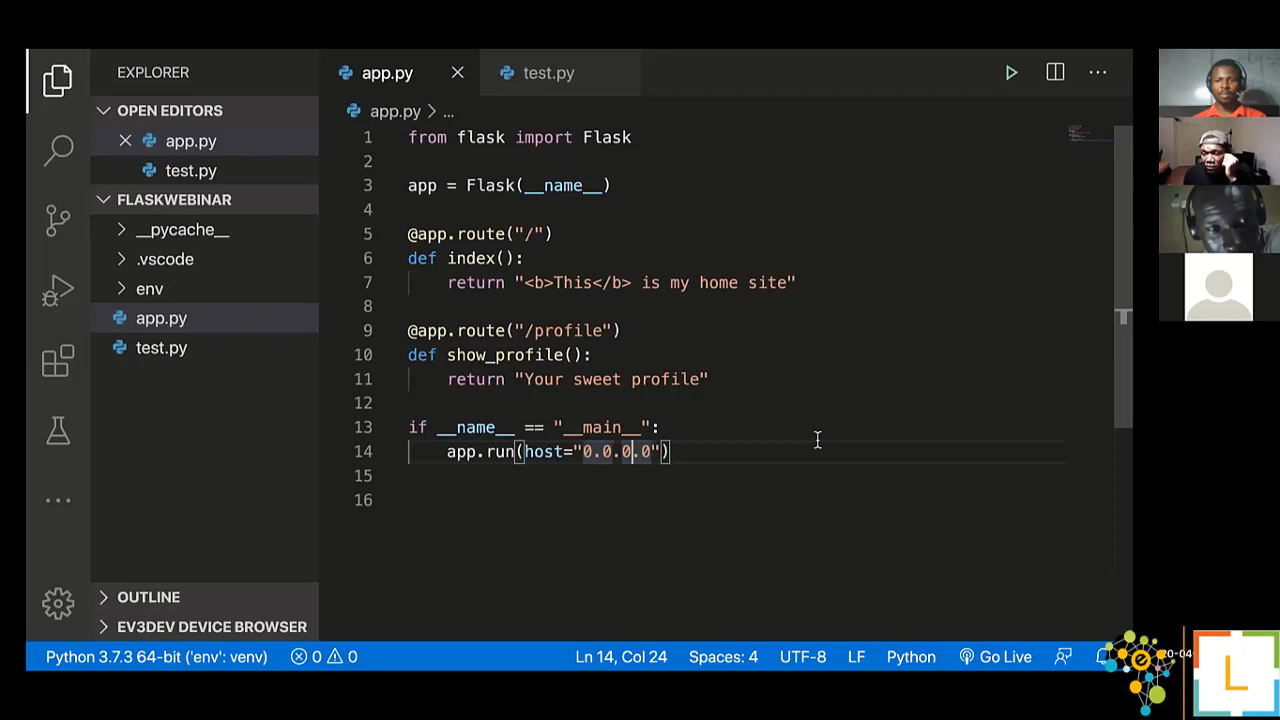 EXPLORER
OPEN EDITORS
app.py
test.py
FLASKWEBINAR
__pycache__
.vscode
env
app.py
test.py
OUTLINE
EV3DEV DEVICE BROWSER
app.py
test.py
app.py > ...
1 from flask import Flask
2
3 app = Flask(__name__)
4
5 @app.route("/")
6 def index():
7 return "<b>This</b> is my home site"
8
9 @app.route("/profile")
10 def show_profile():
11 return "Your sweet profile"
12
13 if __name__ == "__main__":
14 app.run(host="0.0.0.0")
15
16
Python 3.7.3 64-bit ('env': venv) 0 0 Ln 14, Col 24 Spaces: 4 UTF-8 LF Python Go Live
L